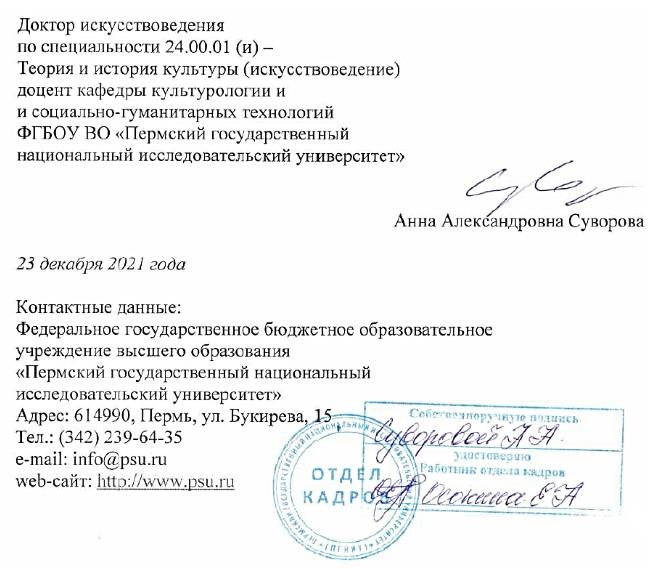 Доктор искусствоведения
по специальности 24.00.01 (и) –
Теория и история культуры (искусствоведение)
доцент кафедры культурологии и
и социально-гуманитарных технологий
ФГБОУ ВО «Пермский государственный
национальный исследовательский университет»
Анна Александровна Суворова
23 декабря 2021 года
Контактные данные:
Федеральное государственное бюджетное образовательное
учреждение высшего образования
«Пермский государственный национальный
исследовательский университет»
Адрес: 614990, Пермь, ул. Букирева, 15
Тел.: (342) 239-64-35
e-mail: info@psu.ru
web-сайт: http://www.psu.ru
Собственноручную подпись
Суворовой А А.
удостоверяю
Работник отдела кадров
Осокина Е А
ОТДЕЛ
КАДРОВ